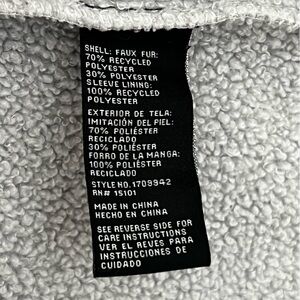 SHELL: FAUX FUR:
70% RECYCLED
POLYESTER
30% POLYESTER
SLEEVE LINING:
100% RECYCLED
POLYESTER
EXTERIOR DE TELA:
IMITACIÓN DEL PIEL:
70% POLIÉSTER
RECICLADO
30% POLIÉSTER
FORRO DE LA MANGA:
100% POLIÉSTER
RECICLADO
STYLE NO. 1709942
RN# 15101
MADE IN CHINA
HECHO EN CHINA
SEE REVERSE SIDE FOR
CARE INSTRUCTIONS
VER EL REVÉS PARA
INSTRUCCIONES DE
CUIDADO